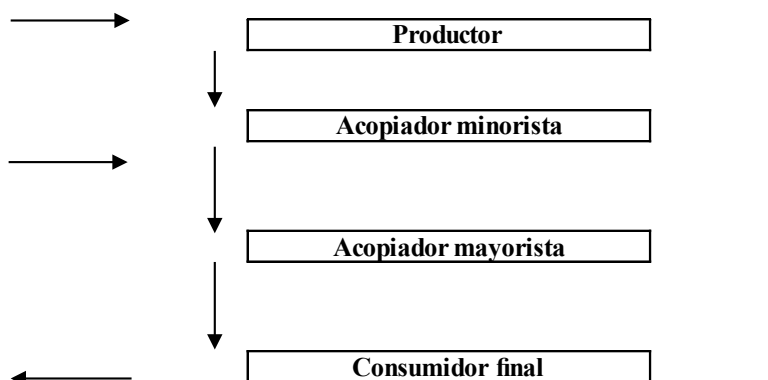 Productor
Acopiador minorista
Acopiador mayorista
Consumidor final